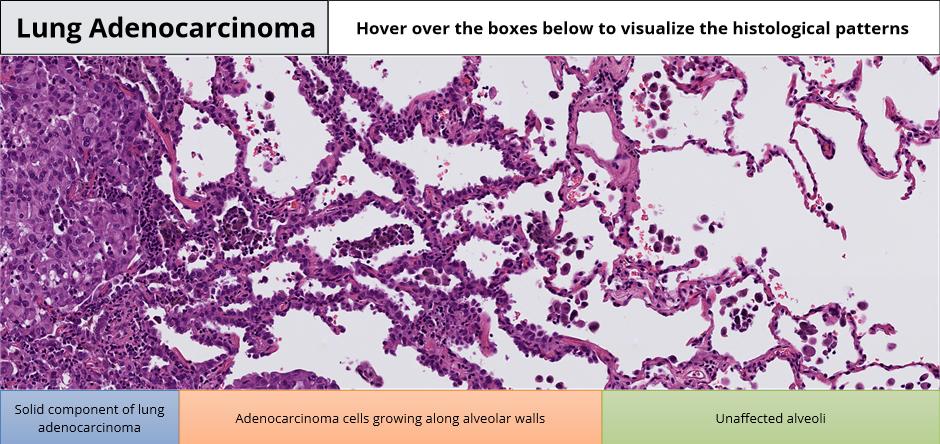 Lung Adenocarcinoma
Hover over the boxes below to visualize the histological patterns
Solid component of lung
adenocarcinoma
Adenocarcinoma cells growing along alveolar walls
Unaffected alveoli